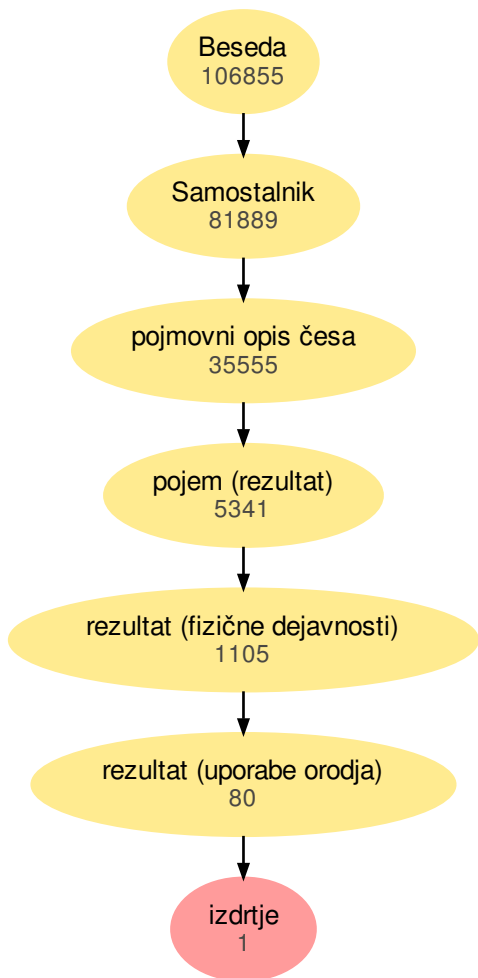 Beseda
106855
Samostalnik
81889
pojmovni opis česa
35555
pojem (rezultat)
5341
rezultat (fizične dejavnosti)
1105
rezultat (uporabe orodja)
80
izdrtje
1